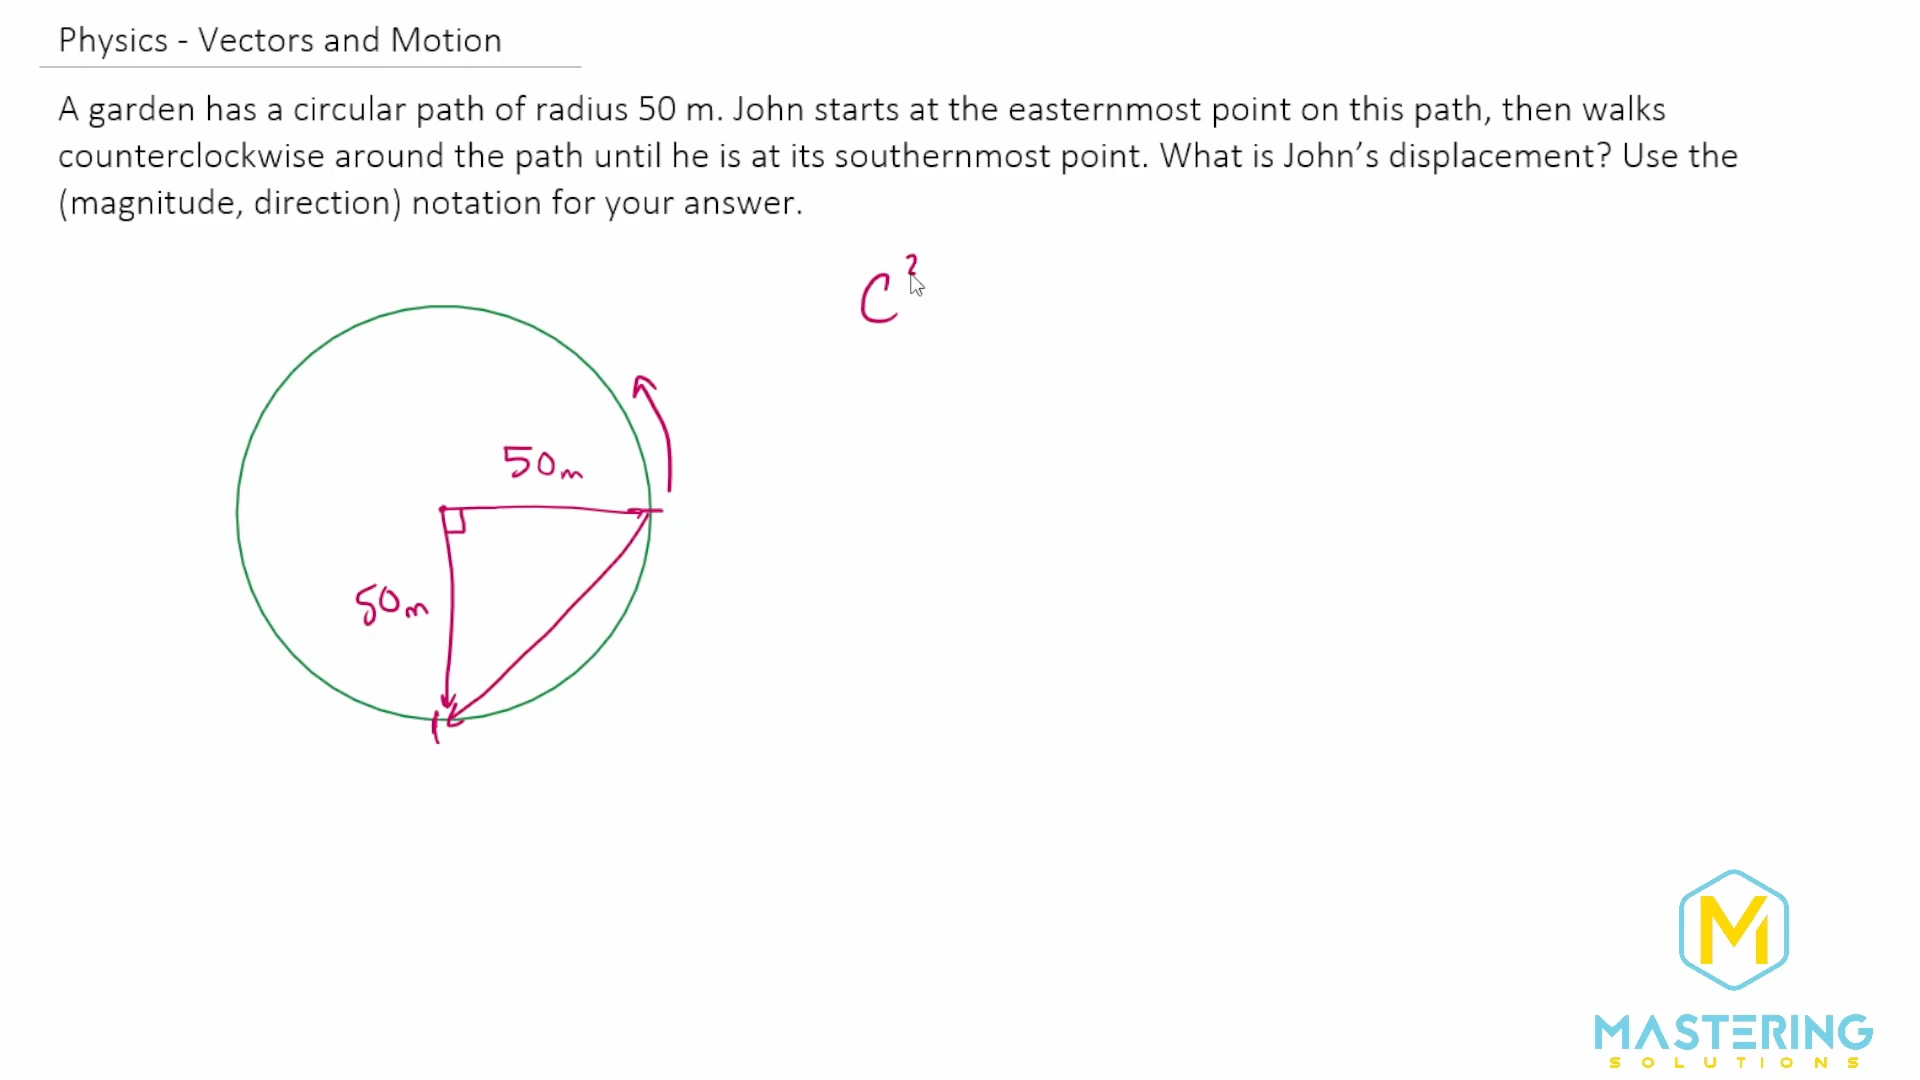 Physics - Vectors and Motion
A garden has a circular path of radius 50 m. John starts at the easternmost point on this path, then walks
counterclockwise around the path until he is at its southernmost point. What is John’s displacement? Use the
(magnitude, direction) notation for your answer.
C²
50m
50m
M
MASTERING
SOLUTIONS